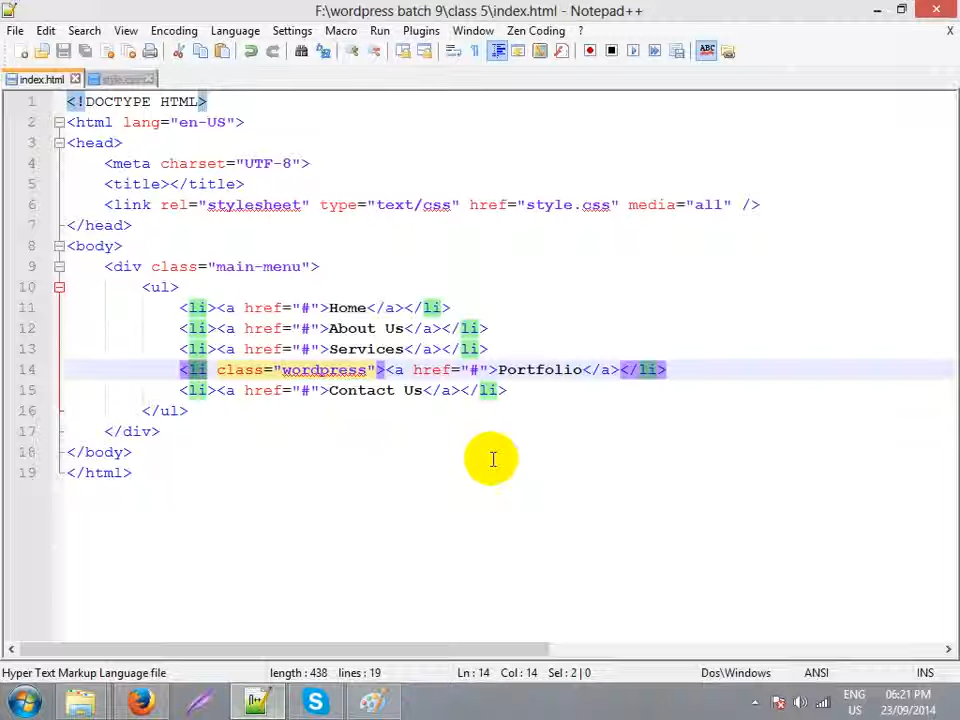 F:\wordpress batch 9\class 5\index.html - Notepad++
File Edit Search View Encoding Language Settings Macro Run Plugins Window Zen Coding ? X
index.html
1 <!DOCTYPE HTML>
2 <html lang="en-US">
3 <head>
4 <meta charset="UTF-8">
5 <title></title>
6 <link rel="stylesheet" type="text/css" href="style.css" media="all" />
7 </head>
8 <body>
9 <div class="main-menu">
10 <ul>
11 <li><a href="#">Home</a></li>
12 <li><a href="#">About Us</a></li>
13 <li><a href="#">Services</a></li>
14 <li class="wordpress"><a href="#">Portfolio</a></li>
15 <li><a href="#">Contact Us</a></li>
16 </ul>
17 </div>
18 </body>
19 </html>
Hyper Text Markup Language file length : 438 lines : 19 Ln : 14 Col : 14 Sel : 2 | 0 Dos\Windows ANSI INS
ENG 06:21 PM
US 23/09/2014